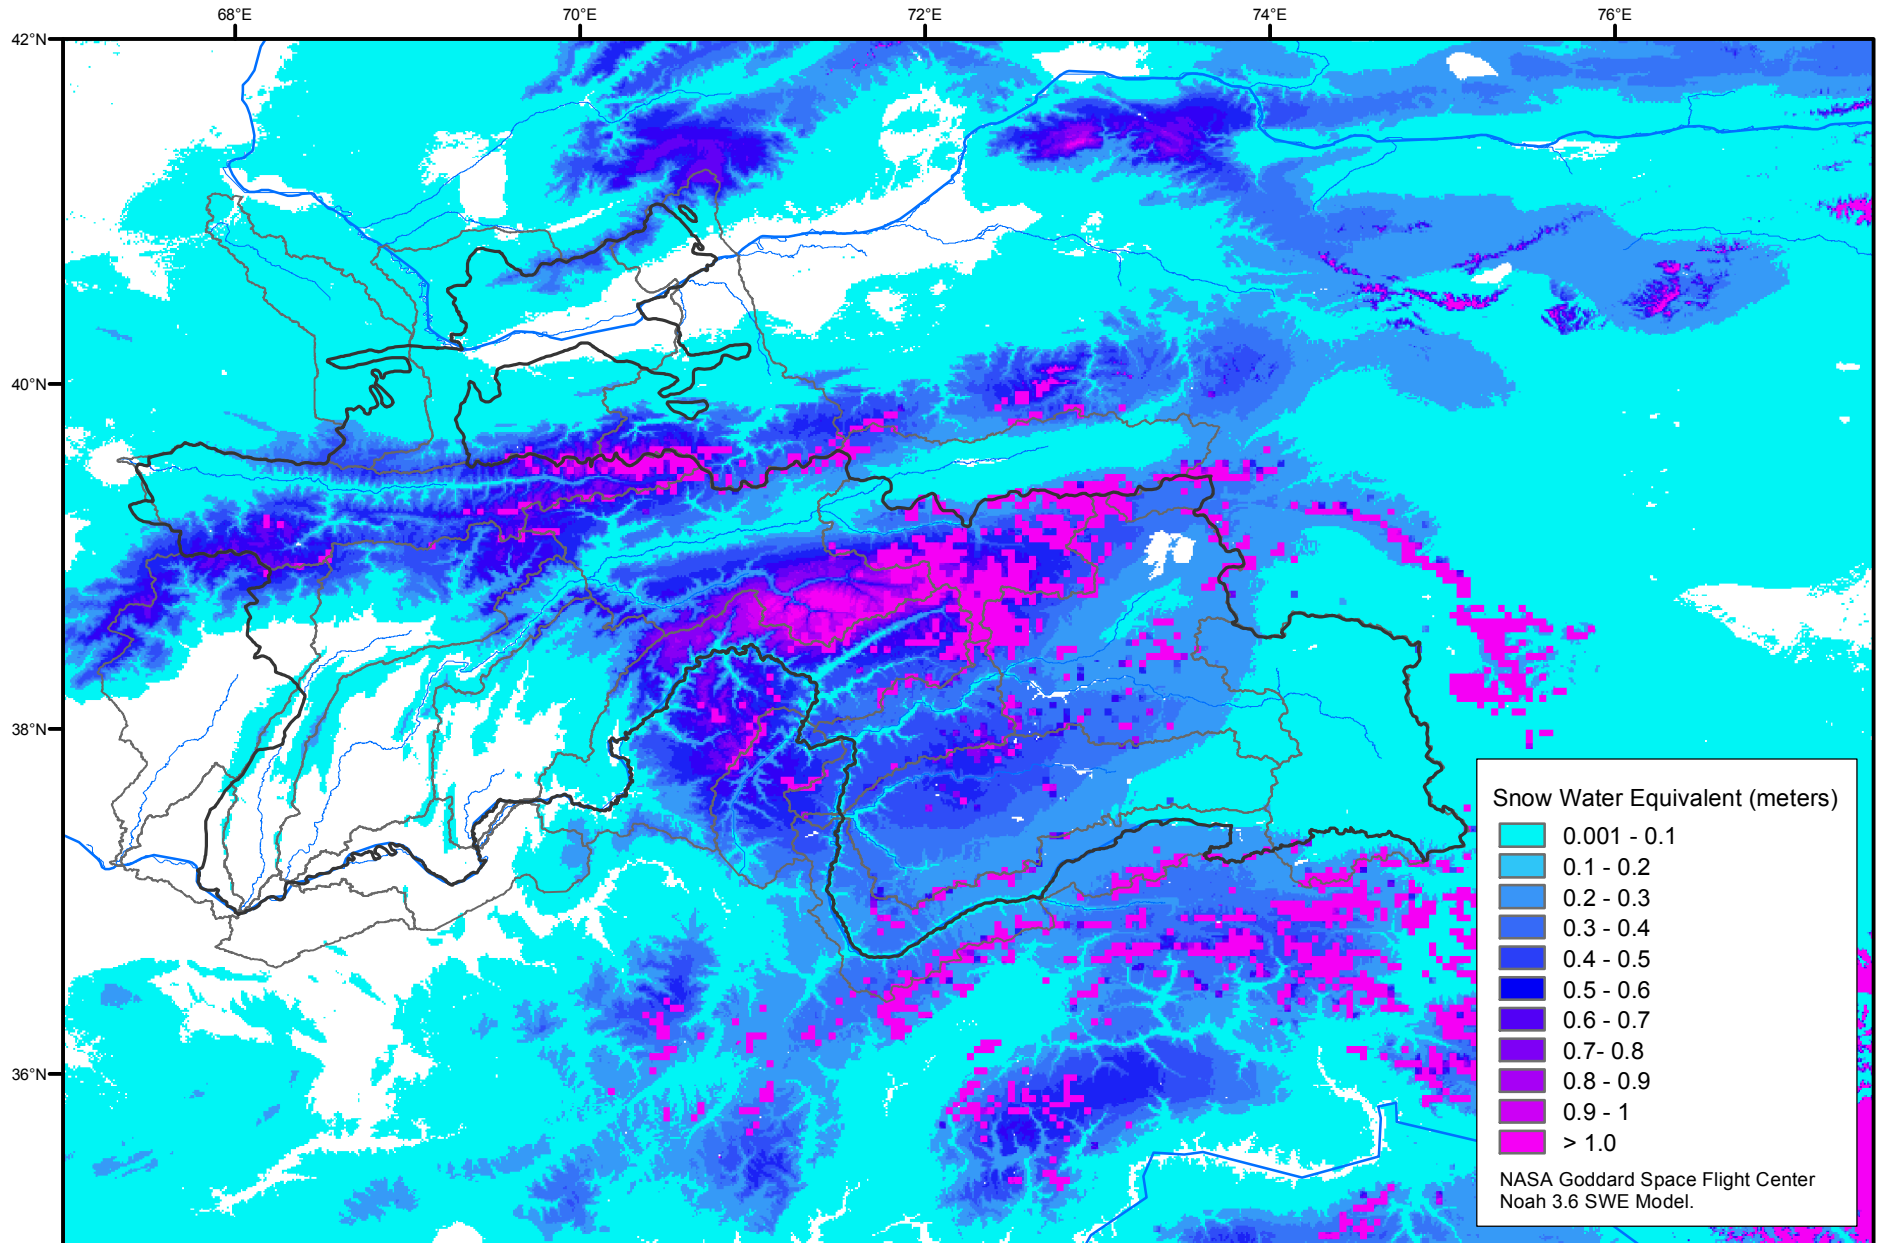 68°E
70°E
72°E
74°E
76°E
42°N
40°N
38°N
36°N
Snow Water Equivalent (meters)
0.001 - 0.1
0.1 - 0.2
0.2 - 0.3
0.3 - 0.4
0.4 - 0.5
0.5 - 0.6
0.6 - 0.7
0.7- 0.8
0.8 - 0.9
0.9 - 1
> 1.0
NASA Goddard Space Flight Center
Noah 3.6 SWE Model.